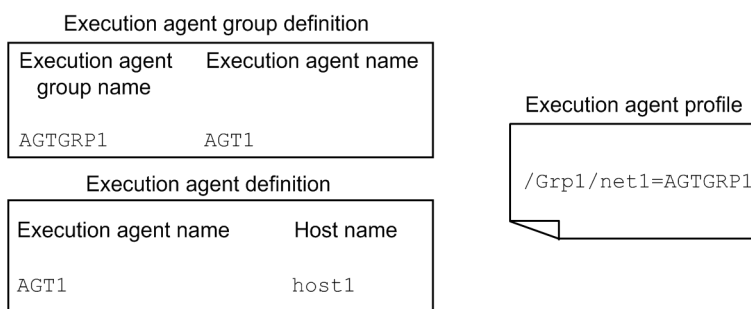 Execution agent group definition
Execution agent group name Execution agent name
AGTGRP1 AGT1
Execution agent definition
Execution agent name Host name
AGT1 host1
Execution agent profile
/Grp1/net1=AGTGRP1